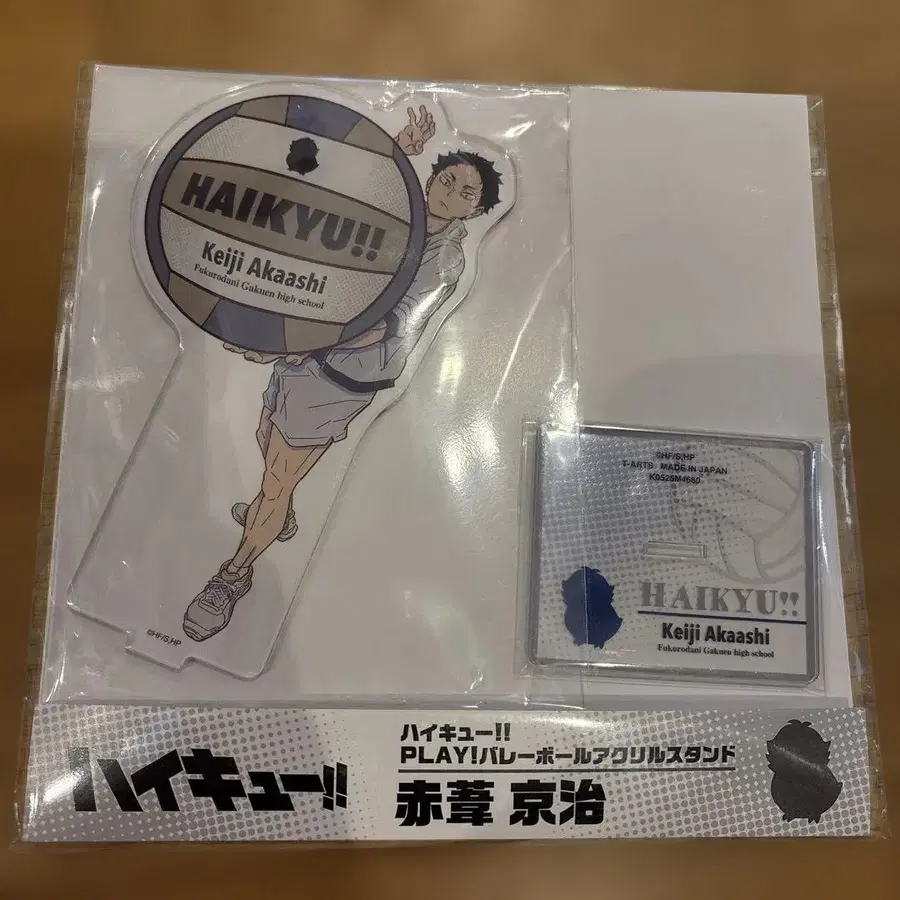 HAIKYU!!
Keiji Akaashi
Fukurodani Gakuen high school
©HF/S,HP
©HF/S,HP
T-ARTS MADE IN JAPAN
K0525M4680
HAIKYU!!
Keiji Akaashi
Fukurodani Gakuen high school
ハイキュー!!
ハイキュー!!
PLAY!バレーボールアクリルスタンド
赤葦 京治